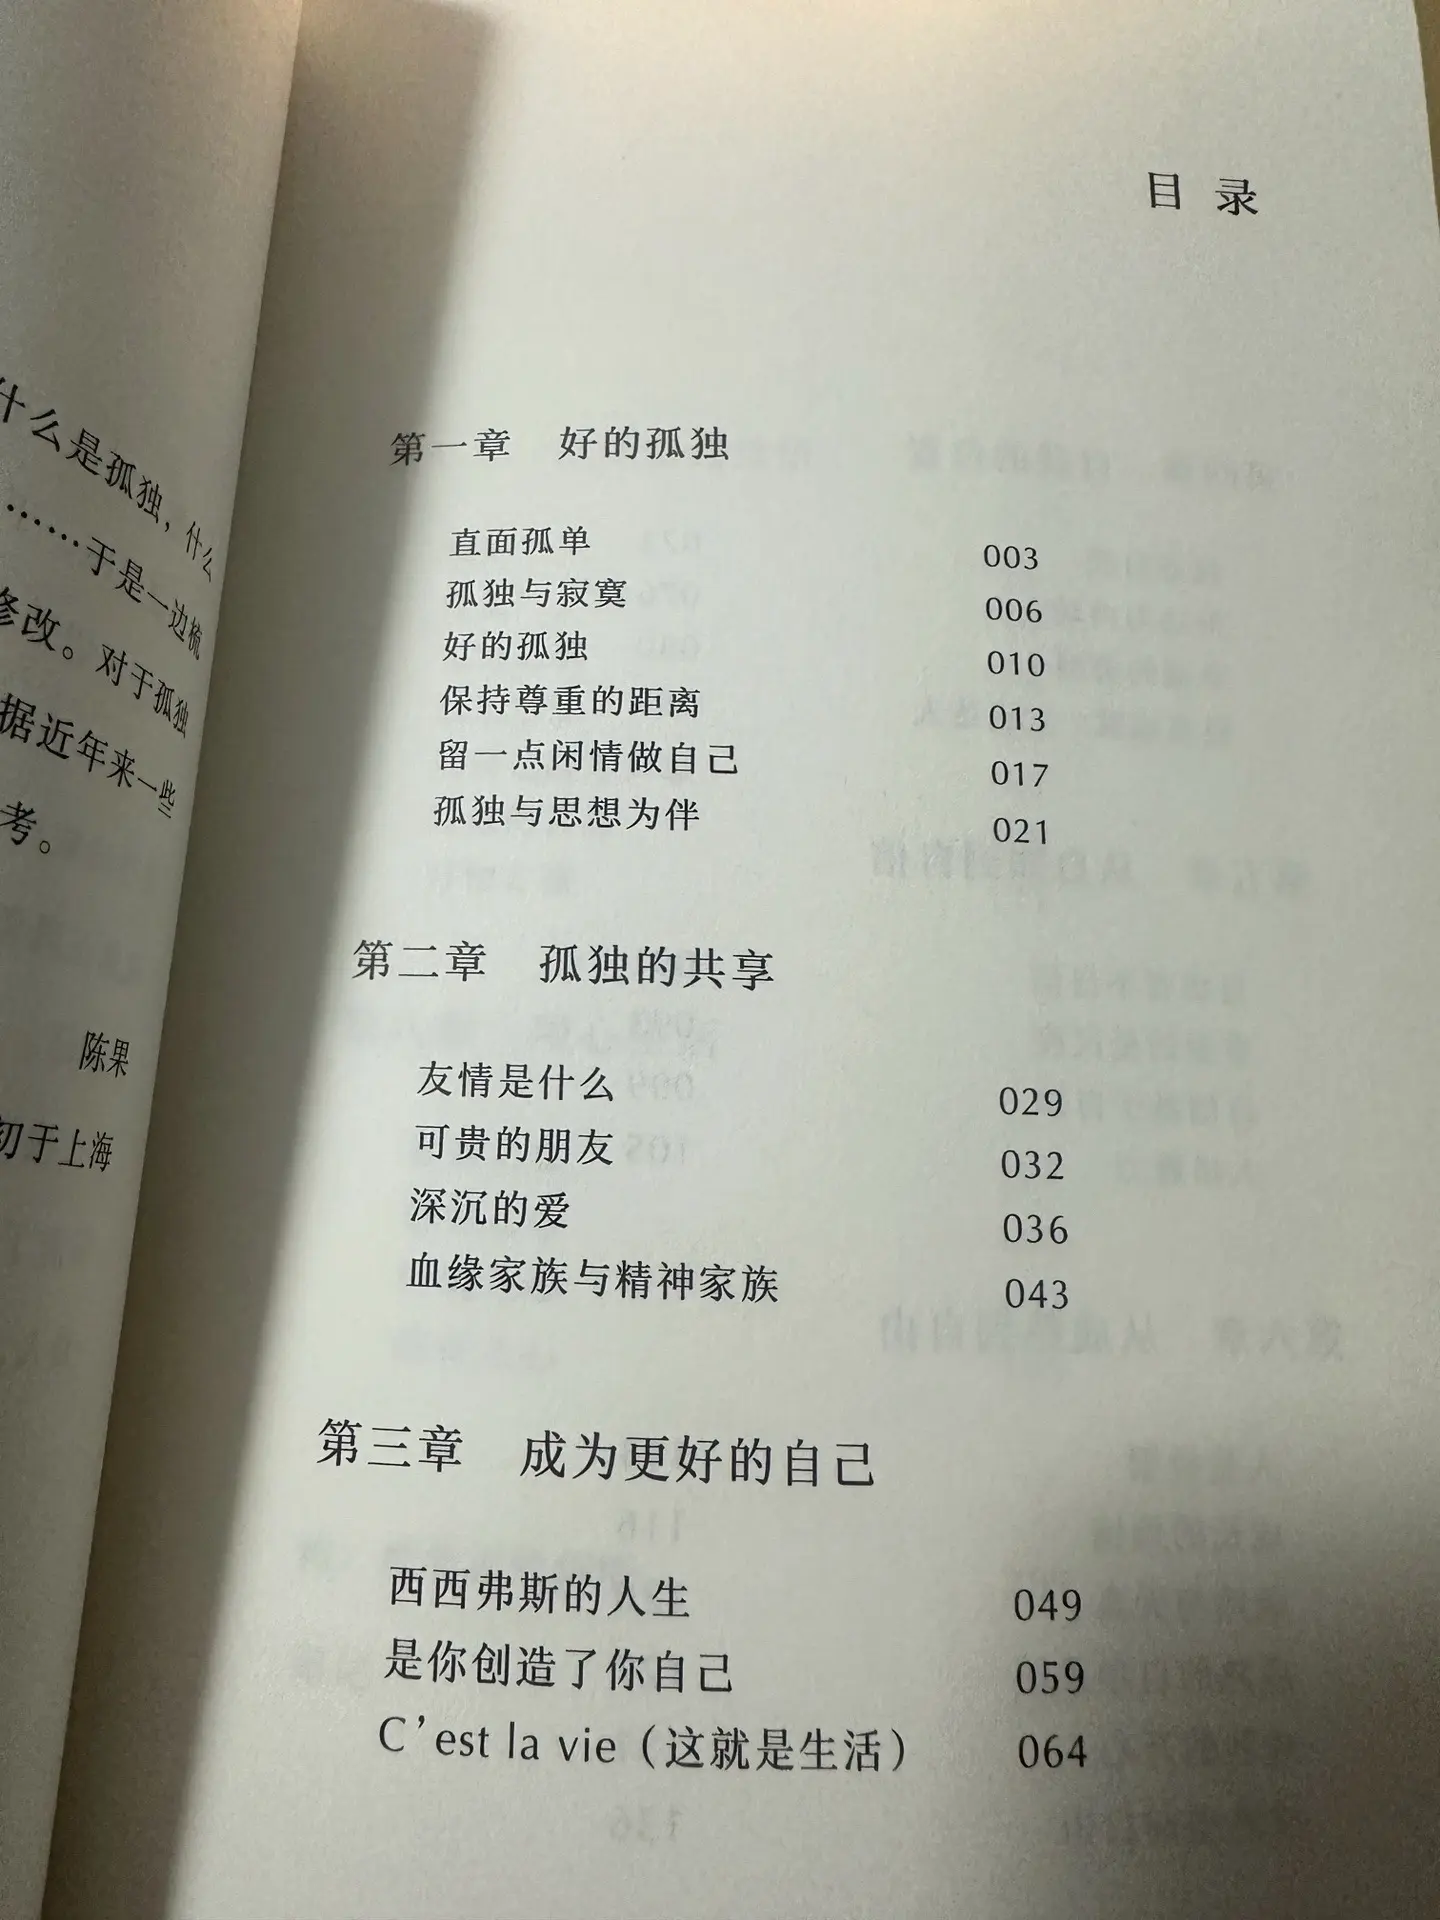 什么是孤独，什么
……于是一边梳
修改。对于孤独
据近年来一些
考。
陈果
初于上海
目 录
第一章 好的孤独
直面孤单 003
孤独与寂寞 006
好的孤独 010
保持尊重的距离 013
留一点闲情做自己 017
孤独与思想为伴 021
第二章 孤独的共享
友情是什么 029
可贵的朋友 032
深沉的爱 036
血缘家族与精神家族 043
第三章 成为更好的自己
西西弗斯的人生 049
是你创造了你自己 059
C’est la vie（这就是生活） 064